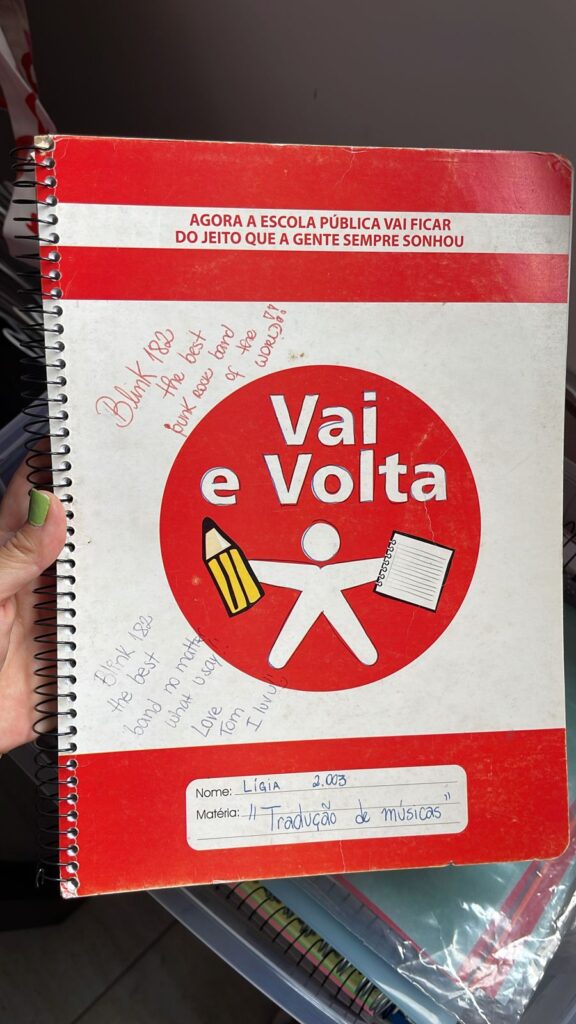 AGORA A ESCOLA PÚBLICA VAI FICAR
DO JEITO QUE A GENTE SEMPRE SONHOU
Blink 182
the best
punk rock band
of the
WORLD!!!
Vai
e Volta
Blink 182
the best
band no matter
what u say!!
Love
Tom
I luv u!!
Nome: Lígia 2.003
Matéria: "Tradução de músicas"